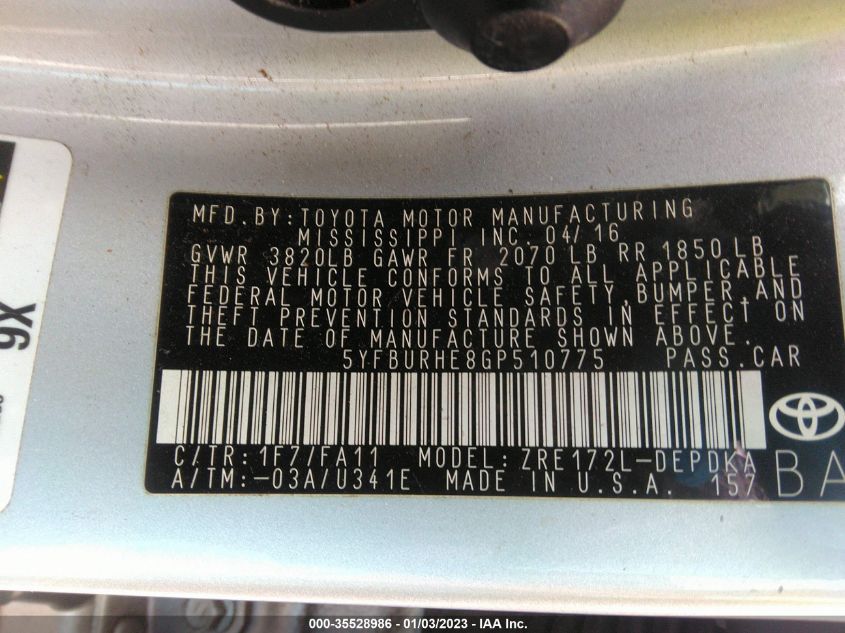 MFD. BY: TOYOTA MOTOR MANUFACTURING
MISSISSIPPI INC. 04/16
GVWR 3820LB GAWR FR 2070 LB RR 1850 LB
THIS VEHICLE CONFORMS TO ALL APPLICABLE
FEDERAL MOTOR VEHICLE SAFETY, BUMPER, AND
THEFT PREVENTION STANDARDS IN EFFECT ON
THE DATE OF MANUFACTURE SHOWN ABOVE.
5YFBURHE8GP510775 PASS. CAR
C/TR: 1F7/FA11 MODEL: ZRE172L-DEPDKA
A/TM: -03A/U341E MADE IN U.S.A. 157
BA
9X
000-35528986 - 01/03/2023 - IAA Inc.